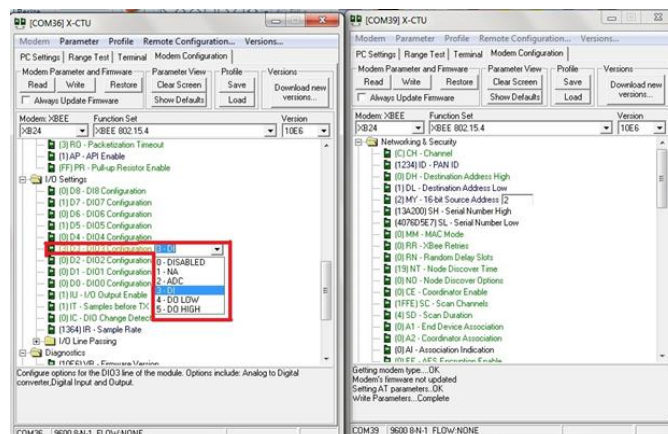 [COM36] X-CTU
Modem Parameter Profile Remote Configuration... Versions...
PC Settings Range Test Terminal Modem Configuration
Modem Parameter and Firmware Parameter View Profile Versions
Read Write Restore Clear Screen Save Download new versions...
Always Update Firmware Show Defaults Load
Modem: XBEE Function Set Version
XB24 XBEE 802.15.4 10E6
(3) RO - Packetization Timeout
(1) AP - API Enable
(FF) PR - Pull-up Resistor Enable
I/O Settings
(0) D8 - DI8 Configuration
(1) D7 - DIO7 Configuration
(0) D6 - DIO6 Configuration
(1) D5 - DIO5 Configuration
(0) D4 - DIO4 Configuration
(3) D3 - DIO3 Configuration 3 - DI
(0) D2 - DIO2 Configuration
(0) D1 - DIO1 Configuration
(0) D0 - DIO0 Configuration
0 - DISABLED
1 - NA
2 - ADC
3 - DI
4 - DO LOW
5 - DO HIGH
(1) IU - I/O Output Enable
(1) IT - Samples before TX
(0) IC - DIO Change Detect
(1364) IR - Sample Rate
I/O Line Passing
Diagnostics
(10E6) VR - Firmware Version
Configure options for the DIO3 line of the module. Options include: Analog to Digital
converter,Digital Input and Output.
COM36 9600 8-N-1 FLOW:NONE
[COM39] X-CTU
Modem Parameter Profile Remote Configuration... Versions...
PC Settings Range Test Terminal Modem Configuration
Modem Parameter and Firmware Parameter View Profile Versions
Read Write Restore Clear Screen Save Download new versions...
Always Update Firmware Show Defaults Load
Modem: XBEE Function Set Version
XB24 XBEE 802.15.4 10E6
Networking & Security
(C) CH - Channel
(1234) ID - PAN ID
(0) DH - Destination Address High
(1) DL - Destination Address Low
(2) MY - 16-bit Source Address 2
(13A200) SH - Serial Number High
(4076D5E7) SL - Serial Number Low
(0) MM - MAC Mode
(0) RR - XBee Retries
(0) RN - Random Delay Slots
(19) NT - Node Discover Time
(0) NO - Node Discover Options
(0) CE - Coordinator Enable
(1FFE) SC - Scan Channels
(4) SD - Scan Duration
(0) A1 - End Device Association
(0) A2 - Coordinator Association
(0) AI - Association Indication
(0) EE - AES Encryption Enable
Getting modem type....OK
Modem's firmware not updated
Setting AT parameters..OK
Write Parameters...Complete
COM39 9600 8-N-1 FLOW:NONE